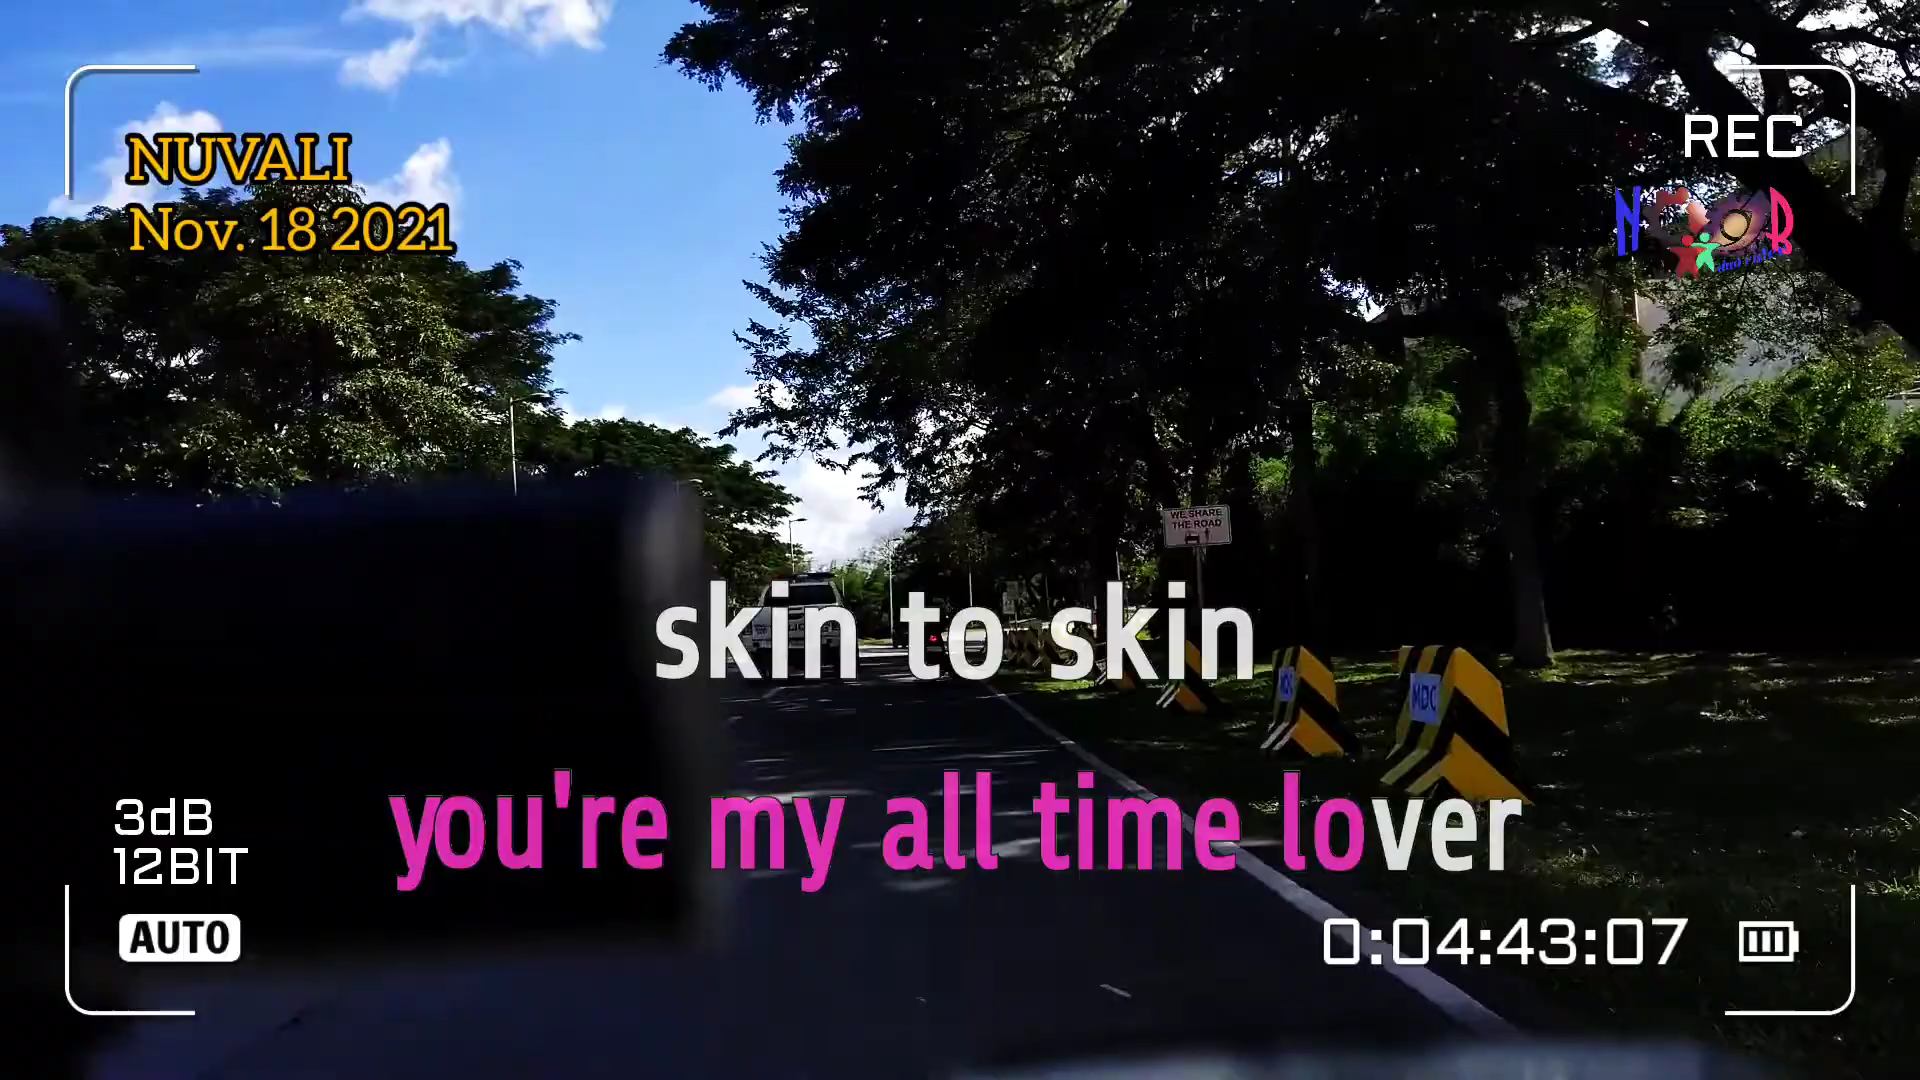 NUVALI
Nov. 18 2021
REC
WE SHARE
THE ROAD
skin to skin
MDC
you're my all time lover
3dB
12BIT
AUTO
0:04:43:07